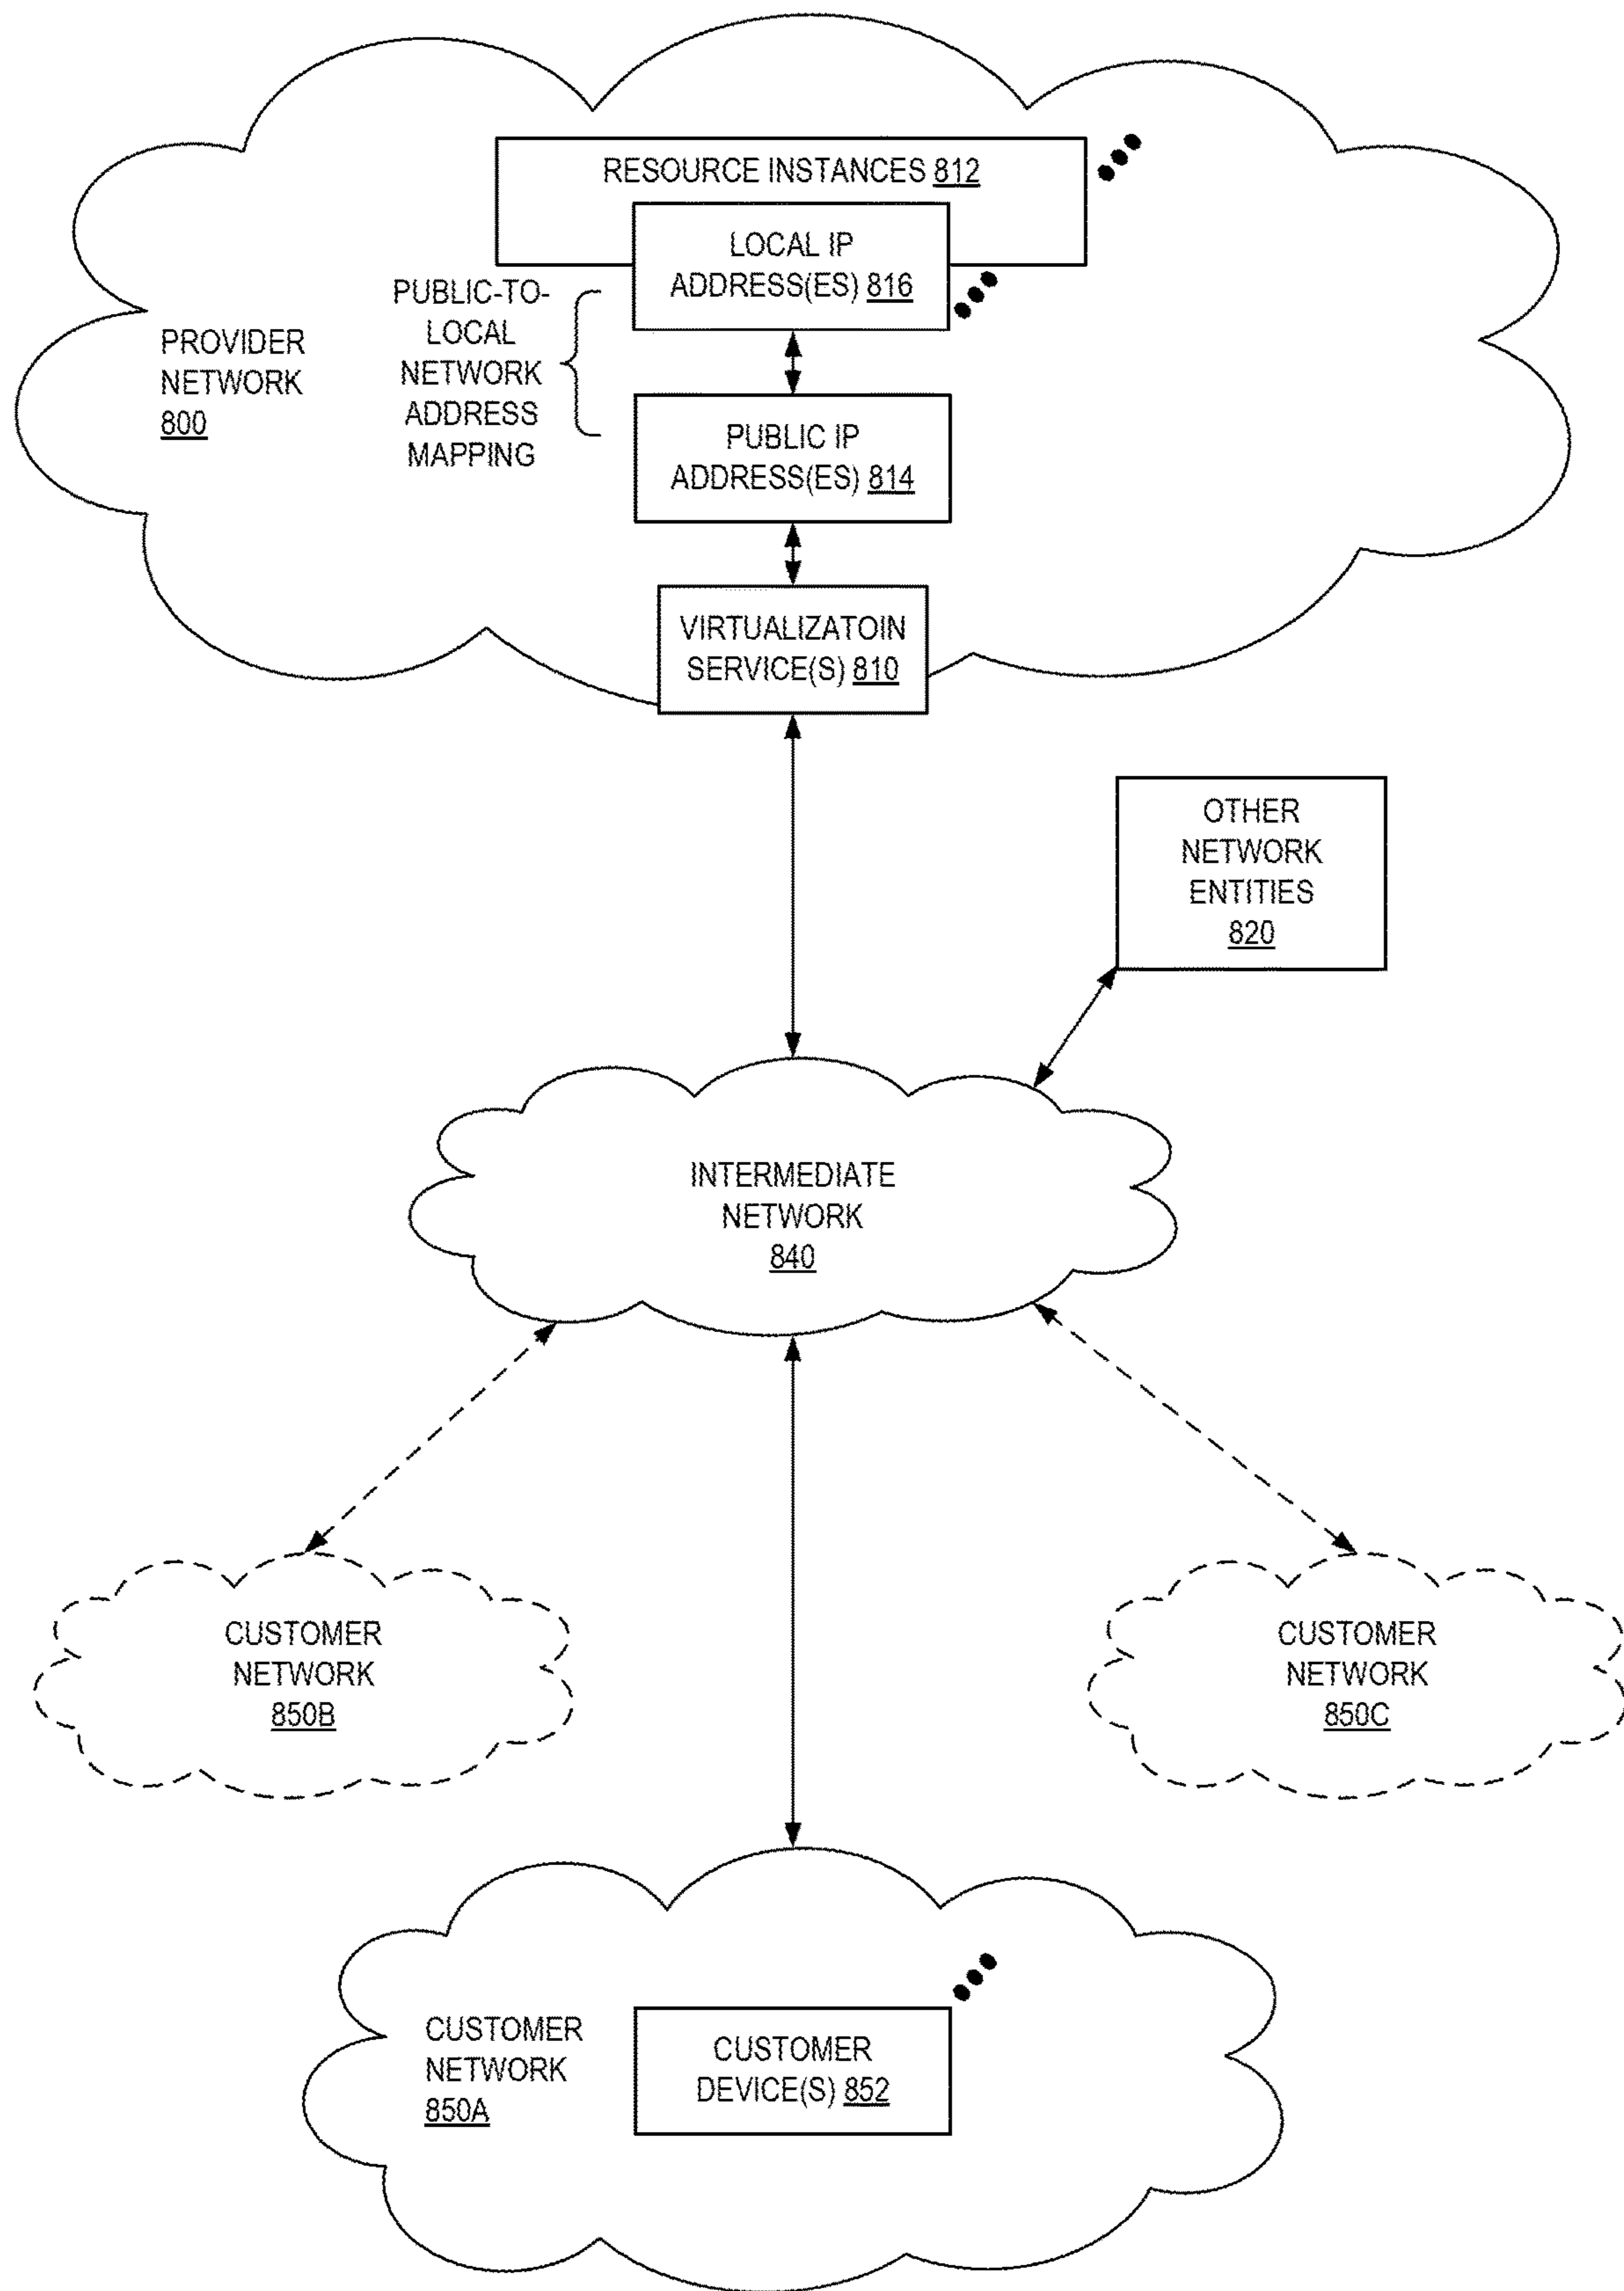 RESOURCE INSTANCES 812
LOCAL IP
ADDRESS(ES) 816
PUBLIC-TO-
LOCAL
NETWORK
ADDRESS
MAPPING
PROVIDER
NETWORK
800
PUBLIC IP
ADDRESS(ES) 814
VIRTUALIZATOIN
SERVICE(S) 810
OTHER
NETWORK
ENTITIES
820
INTERMEDIATE
NETWORK
840
CUSTOMER
NETWORK
850B
CUSTOMER
NETWORK
850C
CUSTOMER
NETWORK
850A
CUSTOMER
DEVICE(S) 852